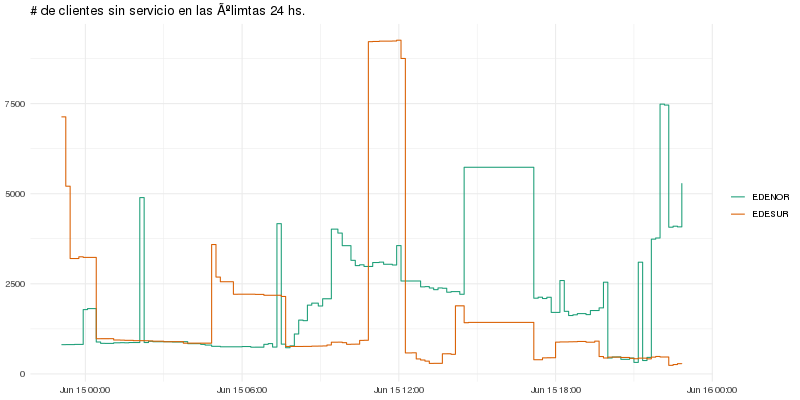 # de clientes sin servicio en las Ãºlimtas 24 hs.
7500
5000
2500
0
Jun 15 00:00
Jun 15 06:00
Jun 15 12:00
Jun 15 18:00
Jun 16 00:00
EDENOR
EDESUR